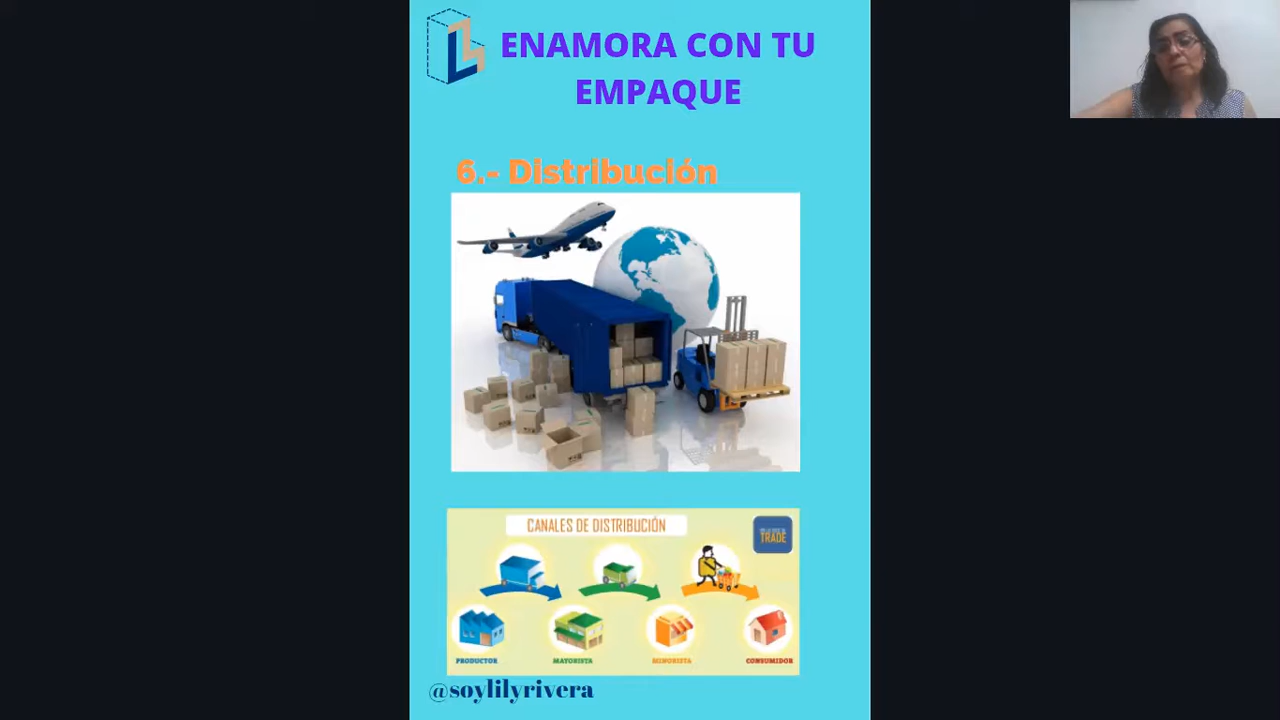 ENAMORA CON TU
EMPAQUE
6.- Distribución
CANALES DE DISTRIBUCIÓN
TRADE
PRODUCTOR
MAYORISTA
MINORISTA
CONSUMIDOR
@soylilyrivera